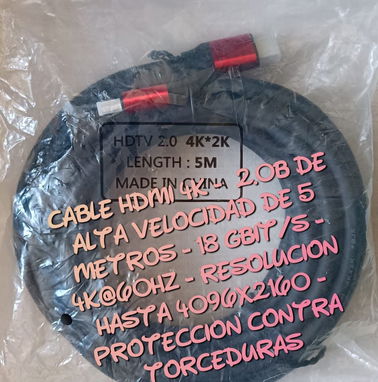 HDTV 2.0 4K*2K
LENGTH : 5M
MADE IN CHINA
CABLE HDMI 4K - 2.0B DE
ALTA VELOCIDAD DE 5
METROS - 18 GBIT/S -
4K@60HZ - RESOLUCION
HASTA 4096X2160 -
PROTECCION CONTRA
TORCEDURAS